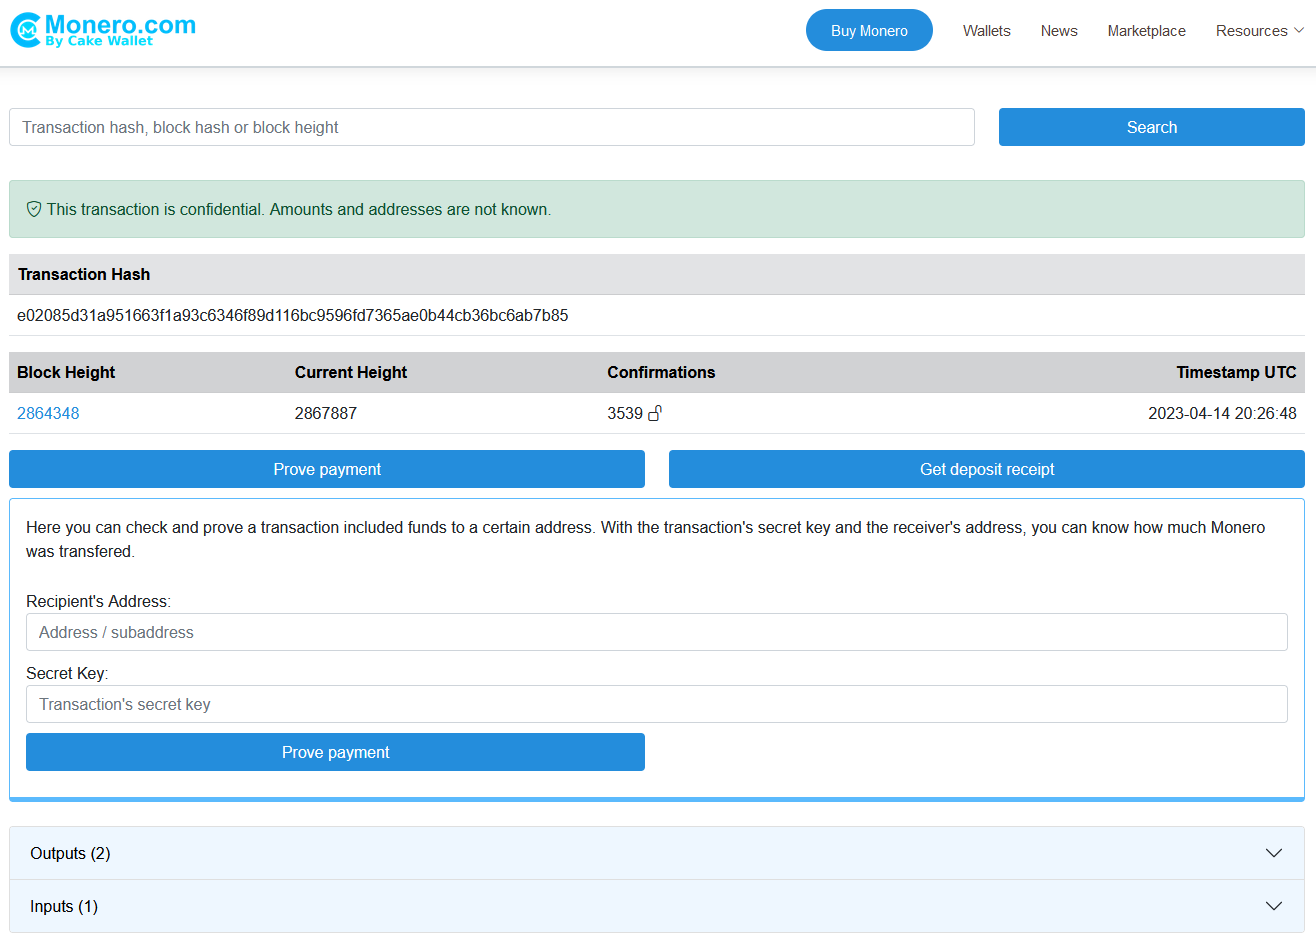 Monero.com
By Cake Wallet
Buy Monero
Wallets
News
Marketplace
Resources
Transaction hash, block hash or block height
Search
This transaction is confidential. Amounts and addresses are not known.
Transaction Hash
e02085d31a951663f1a93c6346f89d116bc9596fd7365ae0b44cb36bc6ab7b85
Block Height Current Height Confirmations Timestamp UTC
2864348 2867887 3539 2023-04-14 20:26:48
Prove payment
Get deposit receipt
Here you can check and prove a transaction included funds to a certain address. With the transaction's secret key and the receiver's address, you can know how much Monero
was transfered.
Recipient's Address:
Address / subaddress
Secret Key:
Transaction's secret key
Prove payment
Outputs (2)
Inputs (1)